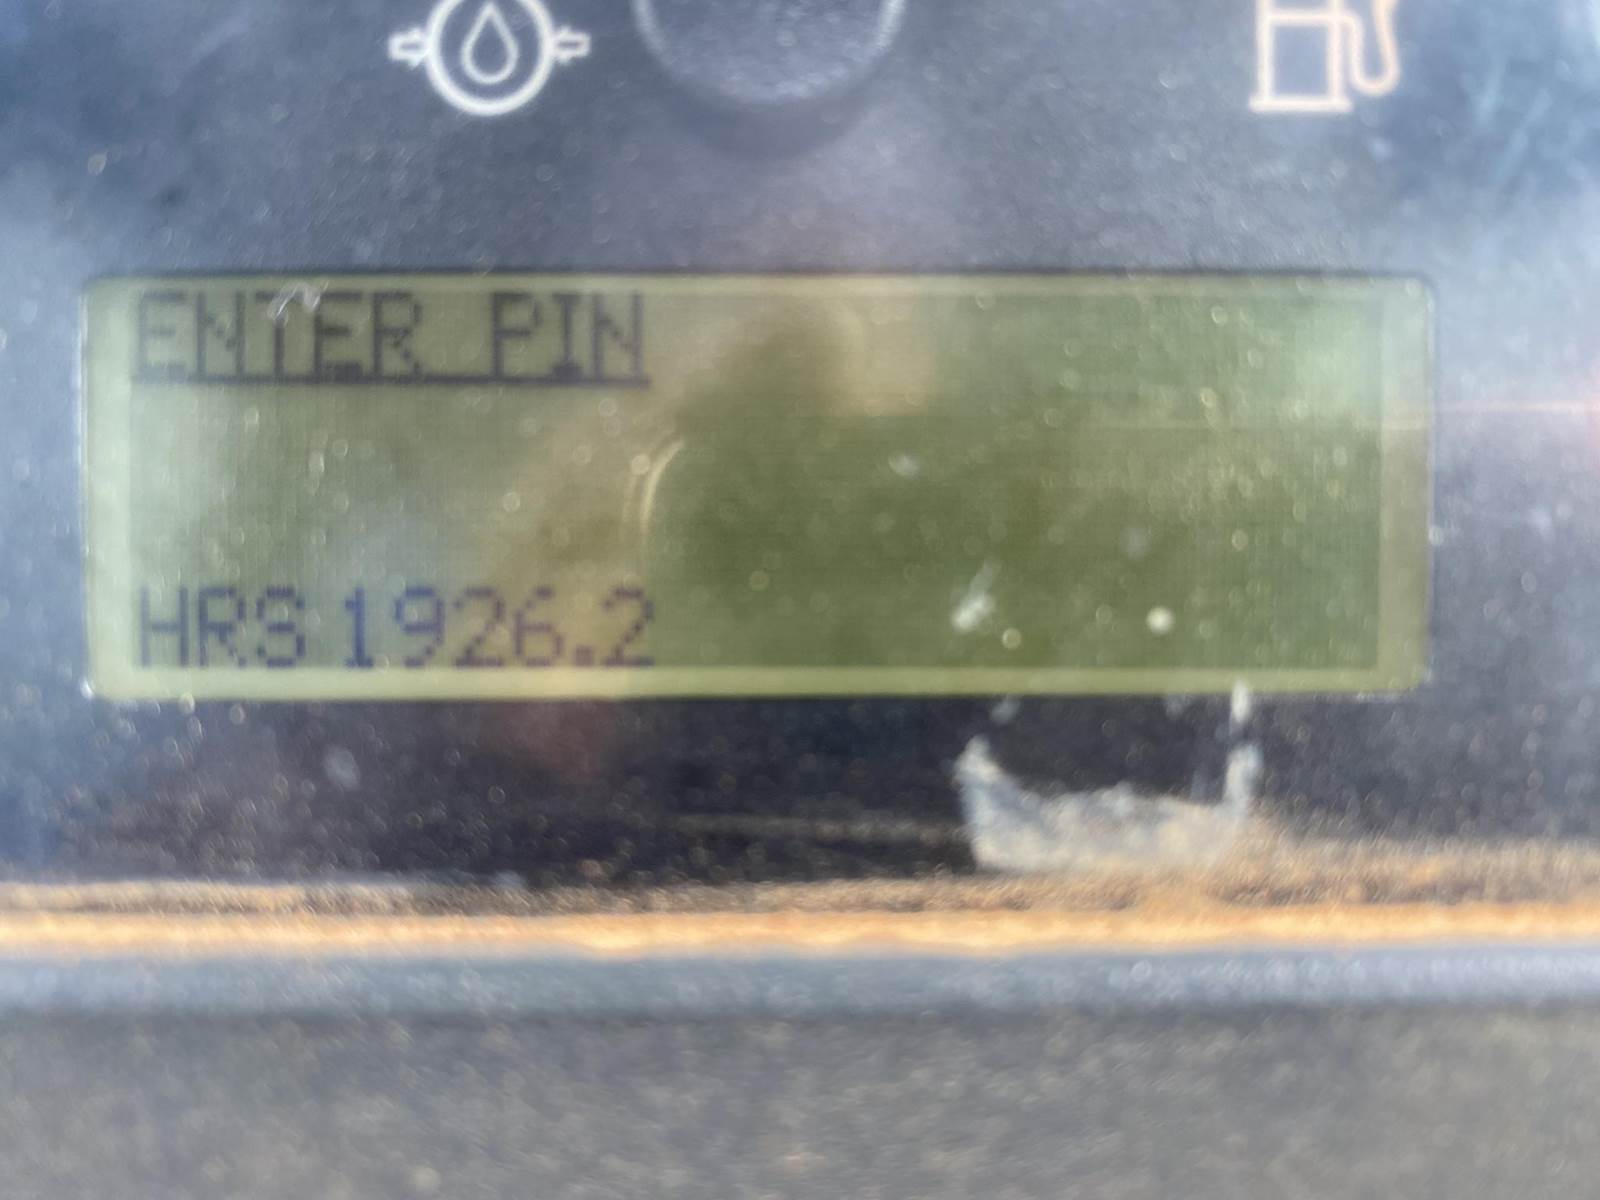 ENTER PIN
HRS 1926.2